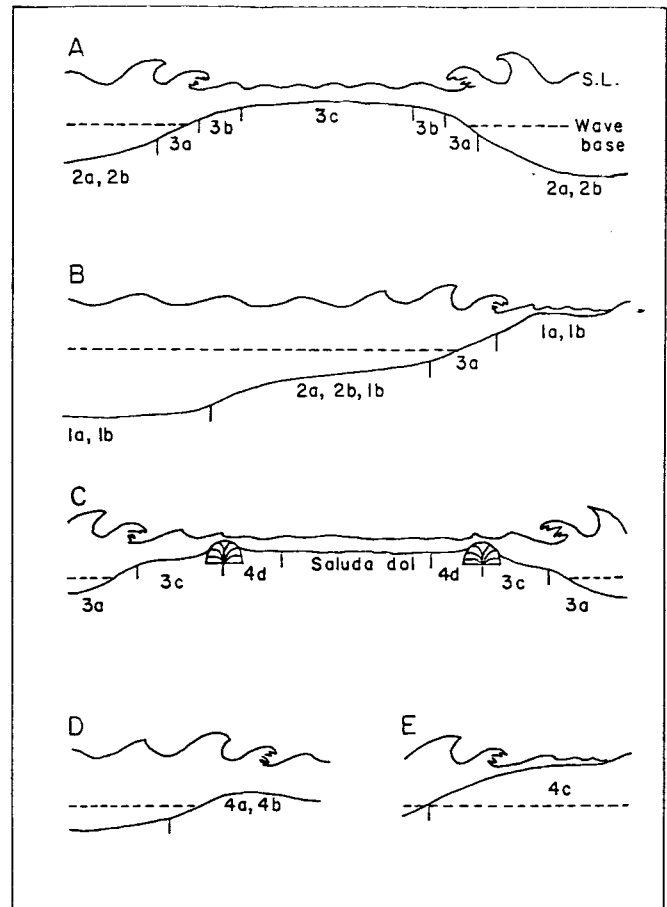 A
S.L.
3b 3c 3b Wave
3a 3a base
2a, 2b 2a, 2b
B
1a, 1b
3a
2a, 2b, 1b
1a, 1b
C
Saluda dol
4d 4d
3c 3c
3a 3a
D E
4a, 4b 4c